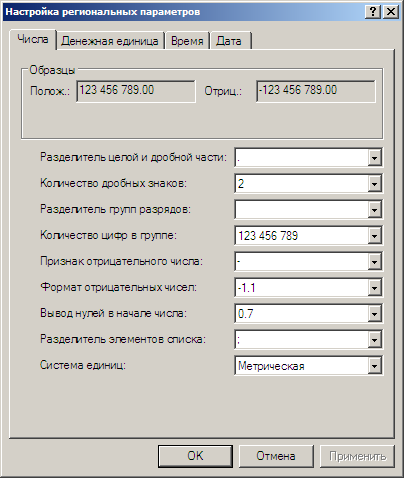 Настройка региональных параметров
Числа Денежная единица Время Дата
Образцы
Полож.: 123 456 789.00 Отриц.: -123 456 789.00
Разделитель целой и дробной части: .
Количество дробных знаков: 2
Разделитель групп разрядов:
Количество цифр в группе: 123 456 789
Признак отрицательного числа: -
Формат отрицательных чисел: -1.1
Вывод нулей в начале числа: 0.7
Разделитель элементов списка: ;
Система единиц: Метрическая
OK Отмена Применить